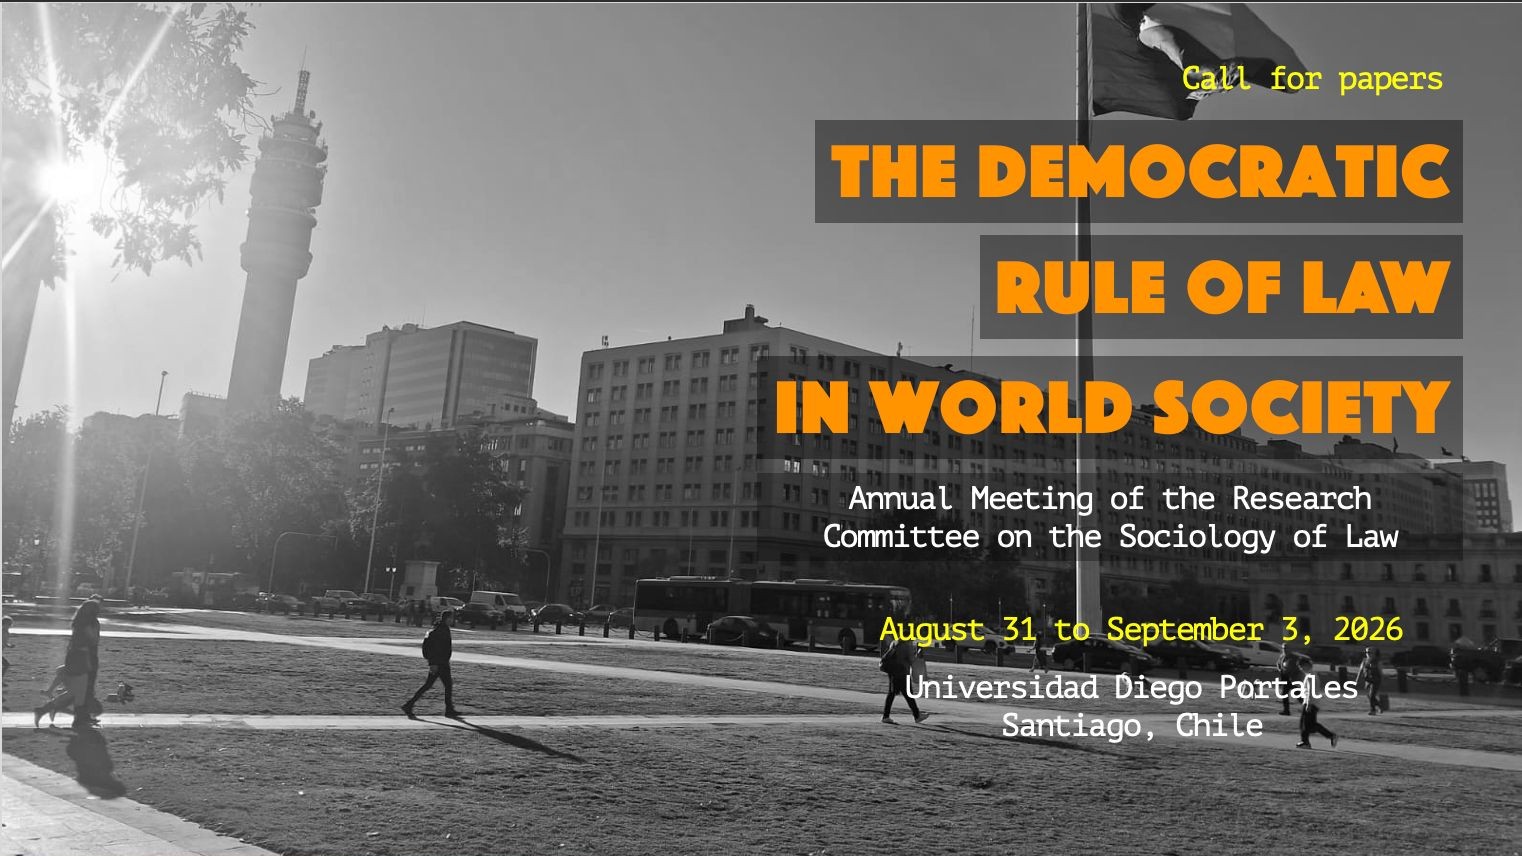 Call for papers
THE DEMOCRATIC
RULE OF LAW
IN WORLD SOCIETY
Annual Meeting of the Research
Committee on the Sociology of Law
August 31 to September 3, 2026
Universidad Diego Portales
Santiago, Chile